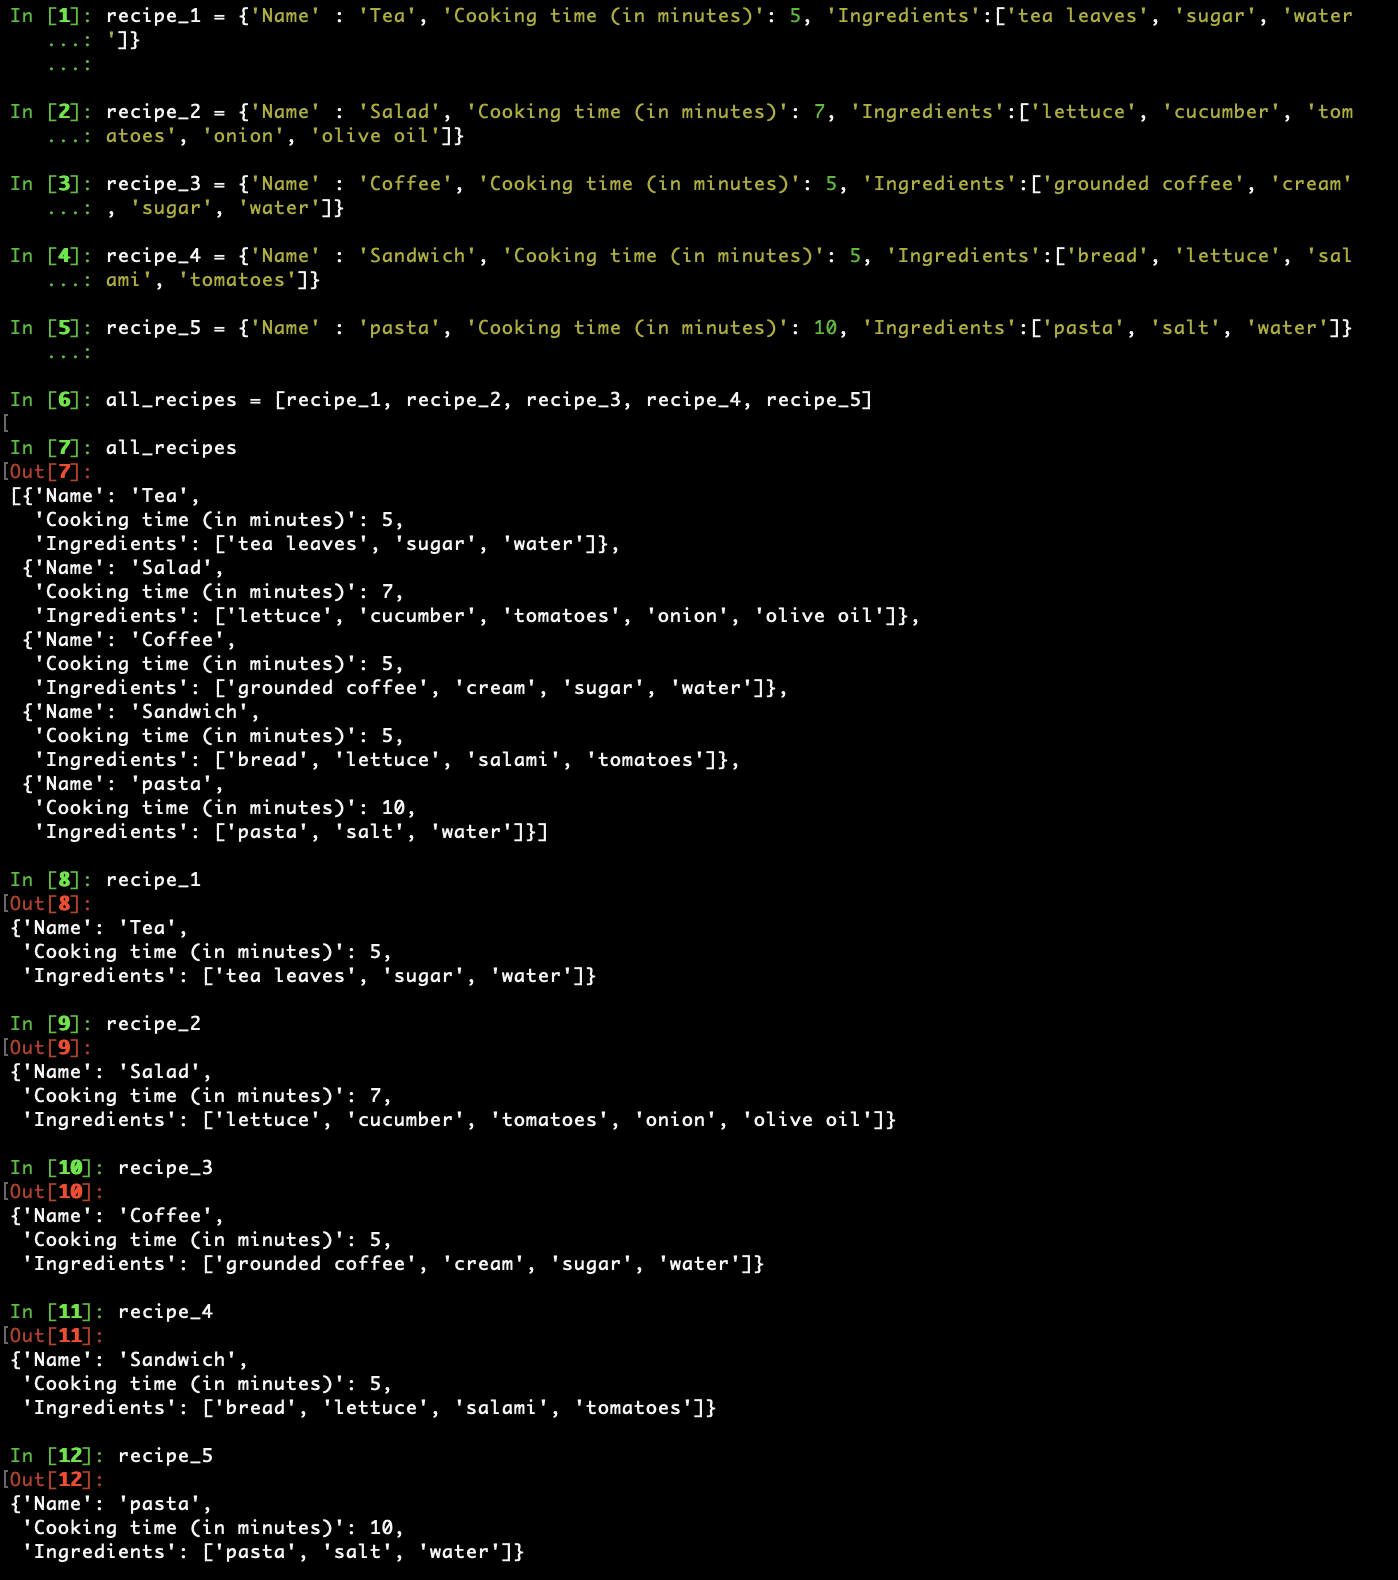 In [1]: recipe_1 = {'Name' : 'Tea', 'Cooking time (in minutes)': 5, 'Ingredients':['tea leaves', 'sugar', 'water
   ...: ']}
   ...:
In [2]: recipe_2 = {'Name' : 'Salad', 'Cooking time (in minutes)': 7, 'Ingredients':['lettuce', 'cucumber', 'tom
   ...: atoes', 'onion', 'olive oil']}
In [3]: recipe_3 = {'Name' : 'Coffee', 'Cooking time (in minutes)': 5, 'Ingredients':['grounded coffee', 'cream'
   ...: , 'sugar', 'water']}
In [4]: recipe_4 = {'Name' : 'Sandwich', 'Cooking time (in minutes)': 5, 'Ingredients':['bread', 'lettuce', 'sal
   ...: ami', 'tomatoes']}
In [5]: recipe_5 = {'Name' : 'pasta', 'Cooking time (in minutes)': 10, 'Ingredients':['pasta', 'salt', 'water']}
   ...:
In [6]: all_recipes = [recipe_1, recipe_2, recipe_3, recipe_4, recipe_5]
[
In [7]: all_recipes
[Out[7]:
[{'Name': 'Tea',
  'Cooking time (in minutes)': 5,
  'Ingredients': ['tea leaves', 'sugar', 'water']},
 {'Name': 'Salad',
  'Cooking time (in minutes)': 7,
  'Ingredients': ['lettuce', 'cucumber', 'tomatoes', 'onion', 'olive oil']},
 {'Name': 'Coffee',
  'Cooking time (in minutes)': 5,
  'Ingredients': ['grounded coffee', 'cream', 'sugar', 'water']},
 {'Name': 'Sandwich',
  'Cooking time (in minutes)': 5,
  'Ingredients': ['bread', 'lettuce', 'salami', 'tomatoes']},
 {'Name': 'pasta',
  'Cooking time (in minutes)': 10,
  'Ingredients': ['pasta', 'salt', 'water']}]
In [8]: recipe_1
[Out[8]:
{'Name': 'Tea',
 'Cooking time (in minutes)': 5,
 'Ingredients': ['tea leaves', 'sugar', 'water']}
In [9]: recipe_2
[Out[9]:
{'Name': 'Salad',
 'Cooking time (in minutes)': 7,
 'Ingredients': ['lettuce', 'cucumber', 'tomatoes', 'onion', 'olive oil']}
In [10]: recipe_3
[Out[10]:
{'Name': 'Coffee',
 'Cooking time (in minutes)': 5,
 'Ingredients': ['grounded coffee', 'cream', 'sugar', 'water']}
In [11]: recipe_4
[Out[11]:
{'Name': 'Sandwich',
 'Cooking time (in minutes)': 5,
 'Ingredients': ['bread', 'lettuce', 'salami', 'tomatoes']}
In [12]: recipe_5
[Out[12]:
{'Name': 'pasta',
 'Cooking time (in minutes)': 10,
 'Ingredients': ['pasta', 'salt', 'water']}